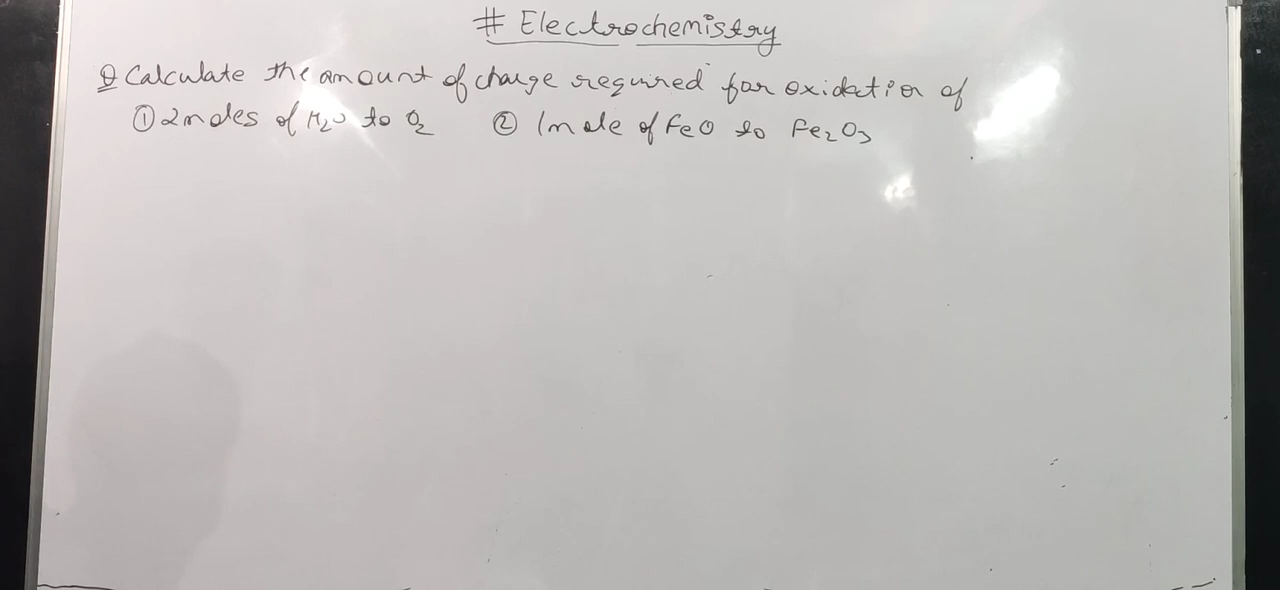 # Electrochemistry
Q Calculate the amount of charge required for oxidation of
① 2 moles of H₂O to O₂ ② 1 mole of FeO to Fe₂O₃